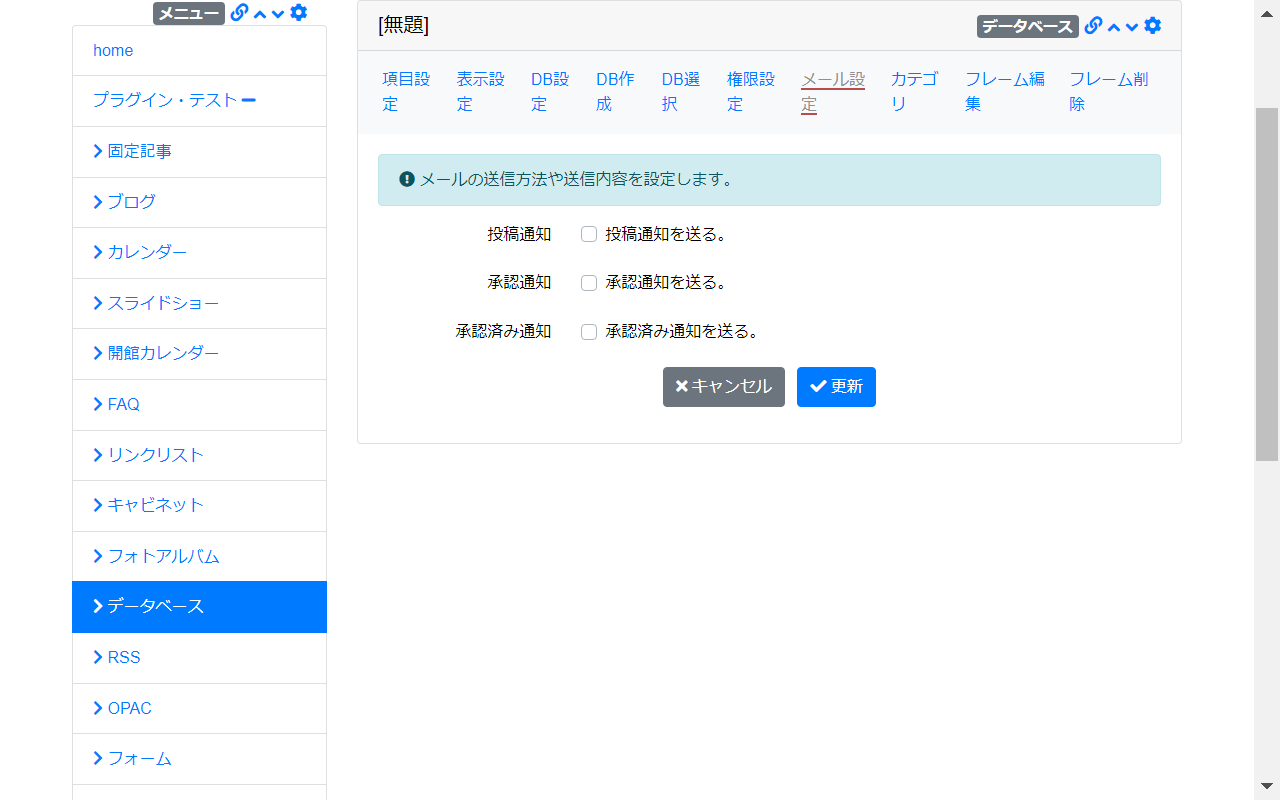 メニュー
home
プラグイン・テスト
固定記事
ブログ
カレンダー
スライドショー
開館カレンダー
FAQ
リンクリスト
キャビネット
フォトアルバム
データベース
RSS
OPAC
フォーム
[無題]
データベース
項目設
定
表示設
定
DB設
定
DB作
成
DB選
択
権限設
定
メール設
定
カテゴ
リ
フレーム編
集
フレーム削
除
メールの送信方法や送信内容を設定します。
投稿通知 投稿通知を送る。
承認通知 承認通知を送る。
承認済み通知 承認済み通知を送る。
キャンセル 更新